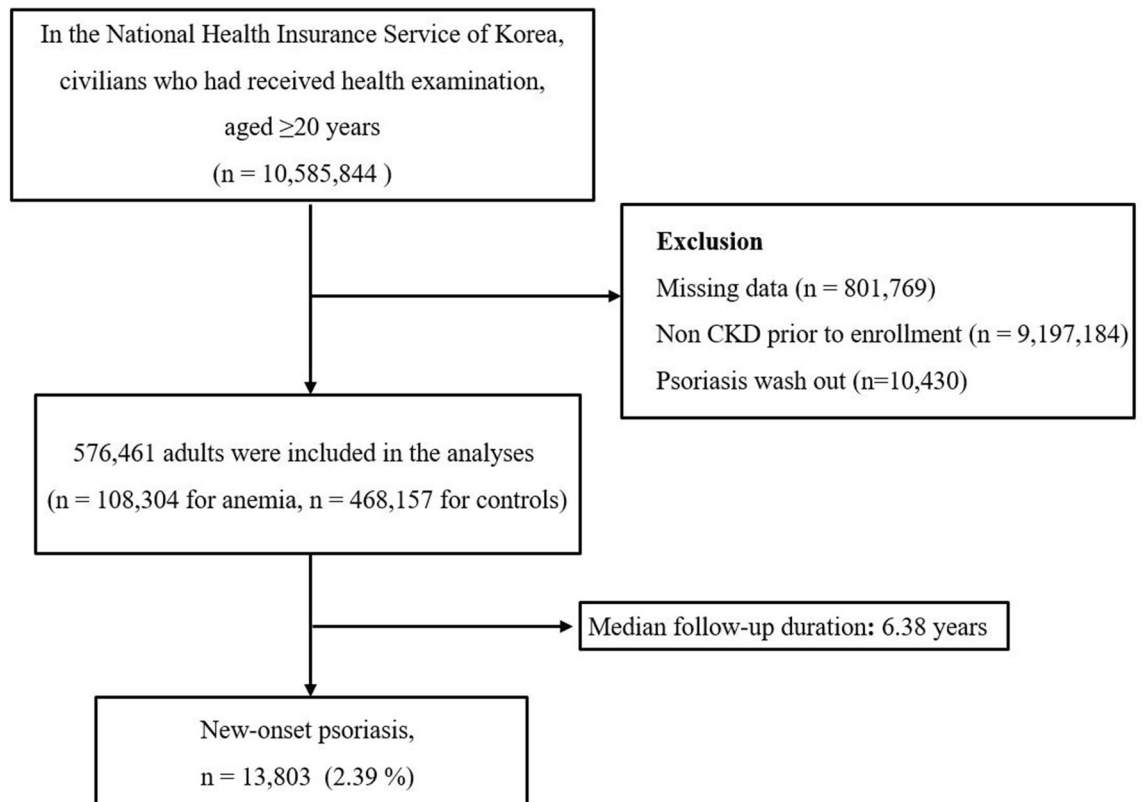 In the National Health Insurance Service of Korea,
civilians who had received health examination,
aged ≥20 years
(n = 10,585,844 )
Exclusion
Missing data (n = 801,769)
Non CKD prior to enrollment (n = 9,197,184)
Psoriasis wash out (n=10,430)
576,461 adults were included in the analyses
(n = 108,304 for anemia, n = 468,157 for controls)
Median follow-up duration: 6.38 years
New-onset psoriasis,
n = 13,803 (2.39 %)